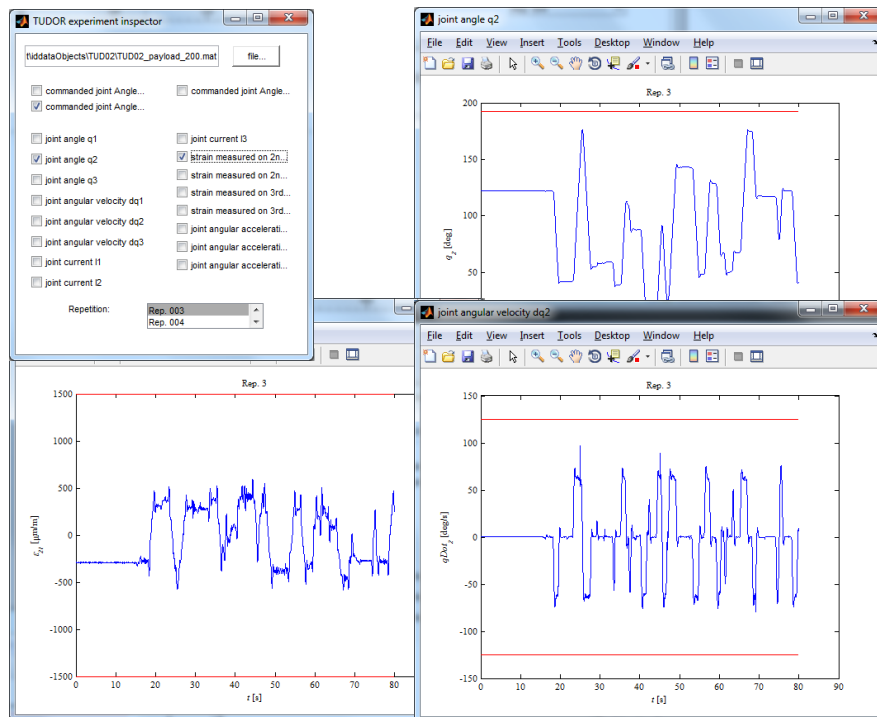 TUDOR experiment inspector
t\iddataObjects\TUD02\TUD02_payload_200.mat
file...
commanded joint Angle...
commanded joint Angle...
commanded joint Angle...
joint angle q1
joint current I3
joint angle q2
strain measured on 2n...
joint angle q3
strain measured on 2n...
joint angular velocity dq1
strain measured on 3rd...
joint angular velocity dq2
strain measured on 3rd...
joint angular velocity dq3
joint angular accelerati...
joint current I1
joint angular accelerati...
joint current I2
joint angular accelerati...
Repetition:
Rep. 003
Rep. 004
joint angle q2
File Edit View Insert Tools Desktop Window Help
Rep. 3
200
150
100
50
q2 [deg]
Rep. 3
1500
1000
500
0
-500
-1000
-1500
ε2t [μm/m]
0 10 20 30 40 50 60 70 80
t [s]
joint angular velocity dq2
File Edit View Insert Tools Desktop Window Help
Rep. 3
150
100
50
0
-50
-100
-150
qDot2 [deg/s]
0 10 20 30 40 50 60 70 80 90
t [s]